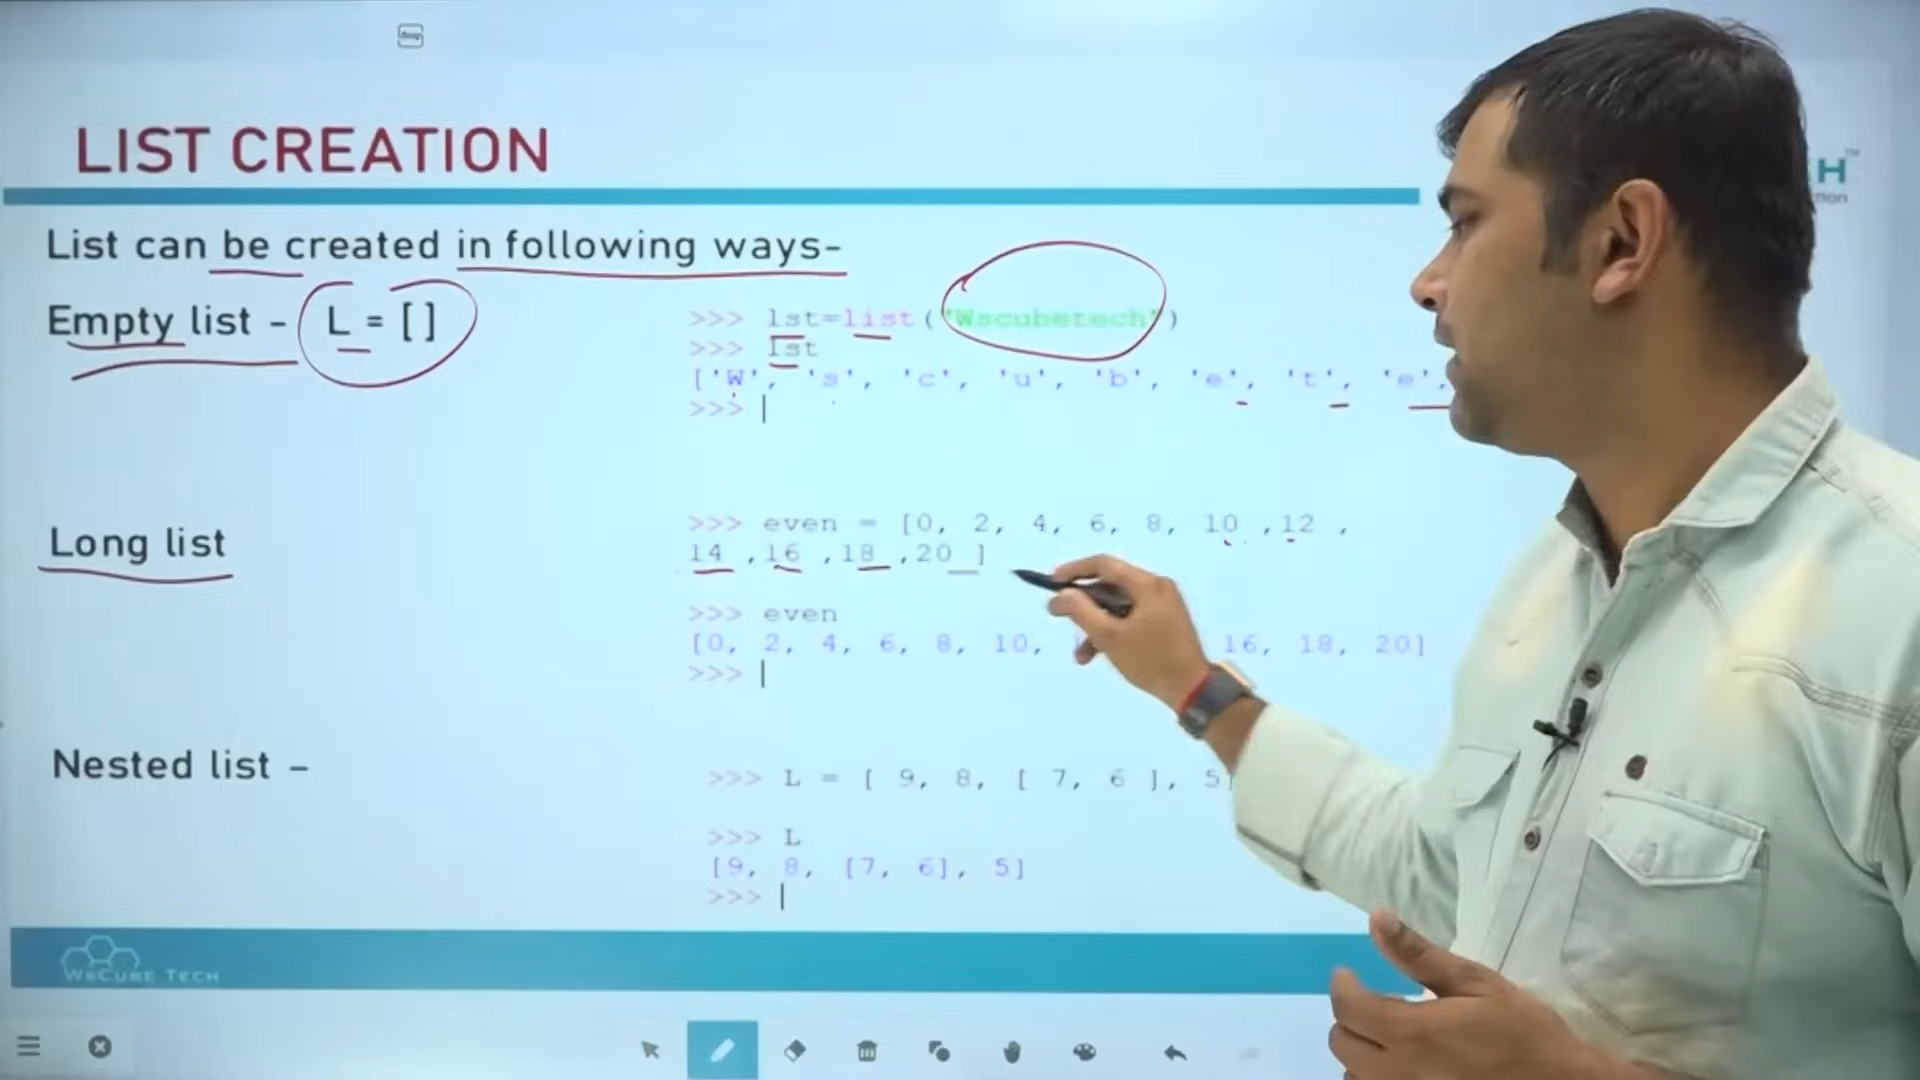 LIST CREATION
List can be created in following ways-
Empty list - L = []
>>> lst=list('Wscubetech')
>>> lst
['W', 's', 'c', 'u', 'b', 'e', 't', 'e',
>>>
Long list
>>> even = [0, 2, 4, 6, 8, 10 ,12 ,
14 ,16 ,18 ,20 ]
>>> even
[0, 2, 4, 6, 8, 10, 16, 18, 20]
>>>
Nested list -
>>> L = [ 9, 8, [ 7, 6 ], 5]
>>> L
[9, 8, [7, 6], 5]
>>>
WsCube Tech